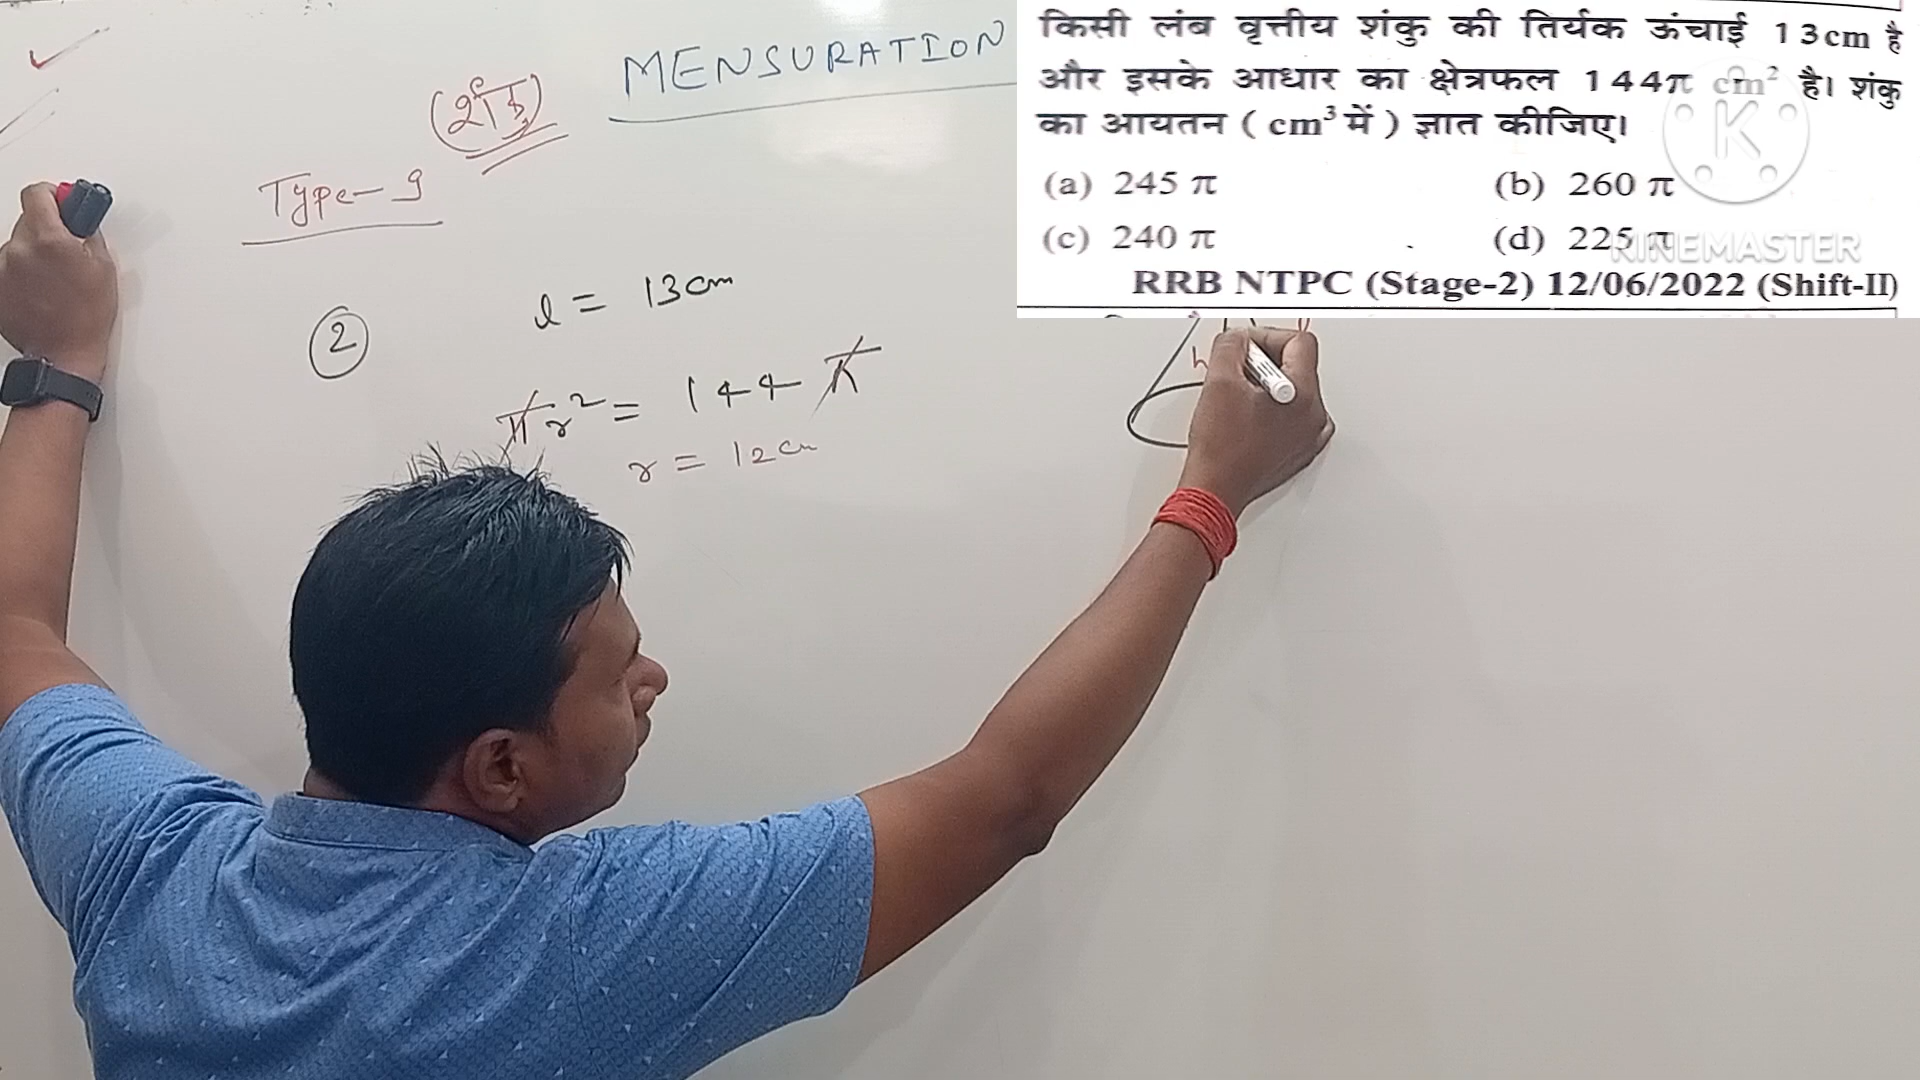 MENSURATION
(शंकु)
Type-9
② l = 13cm
πr² = 144 π
r = 12cm
h
किसी लंब वृत्तीय शंकु की तिर्यक ऊंचाई 13cm है
और इसके आधार का क्षेत्रफल 144π cm² है। शंकु
का आयतन ( cm³ में ) ज्ञात कीजिए।
(a) 245 π (b) 260 π
(c) 240 π (d) 225 π
RRB NTPC (Stage-2) 12/06/2022 (Shift-II)
K
KINEMASTER